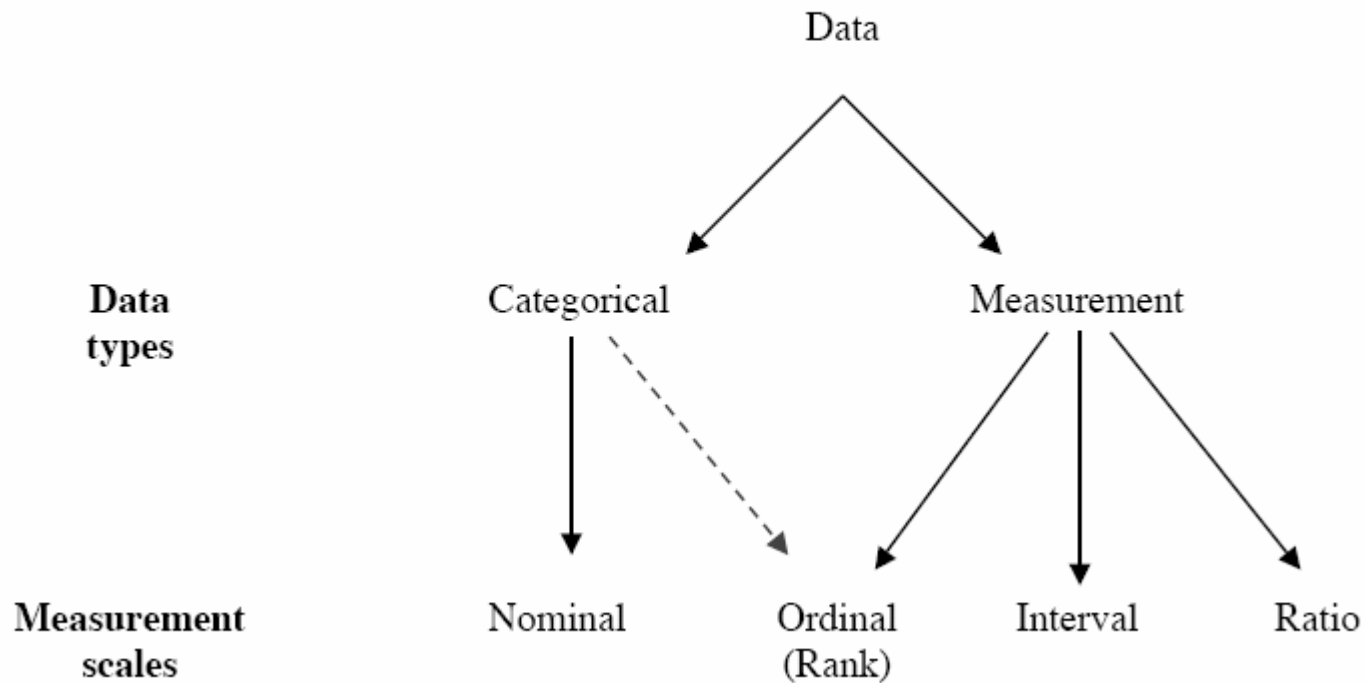 Data
Data
types
Categorical
Measurement
Measurement
scales
Nominal
Ordinal
(Rank)
Interval
Ratio